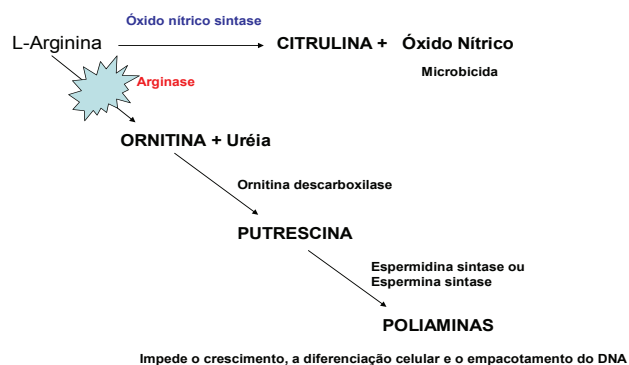 Óxido nítrico sintase
L-Arginina
CITRULINA + Óxido Nítrico
Microbicida
Arginase
ORNITINA + Uréia
Ornitina descarboxilase
PUTRESCINA
Espermidina sintase ou
Espermina sintase
POLIAMINAS
Impede o crescimento, a diferenciação celular e o empacotamento do DNA